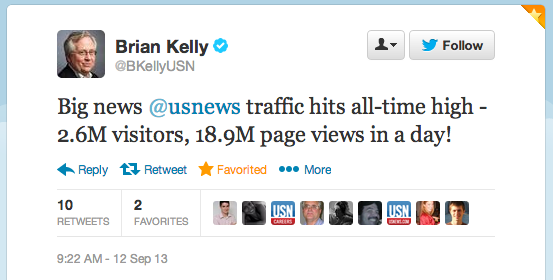 Brian Kelly
@BKellyUSN
Follow
Big news @usnews traffic hits all-time high -
2.6M visitors, 18.9M page views in a day!
Reply Retweet Favorited More
10 2
RETWEETS FAVORITES
USN CAREERS USN NEWS.COM
9:22 AM - 12 Sep 13